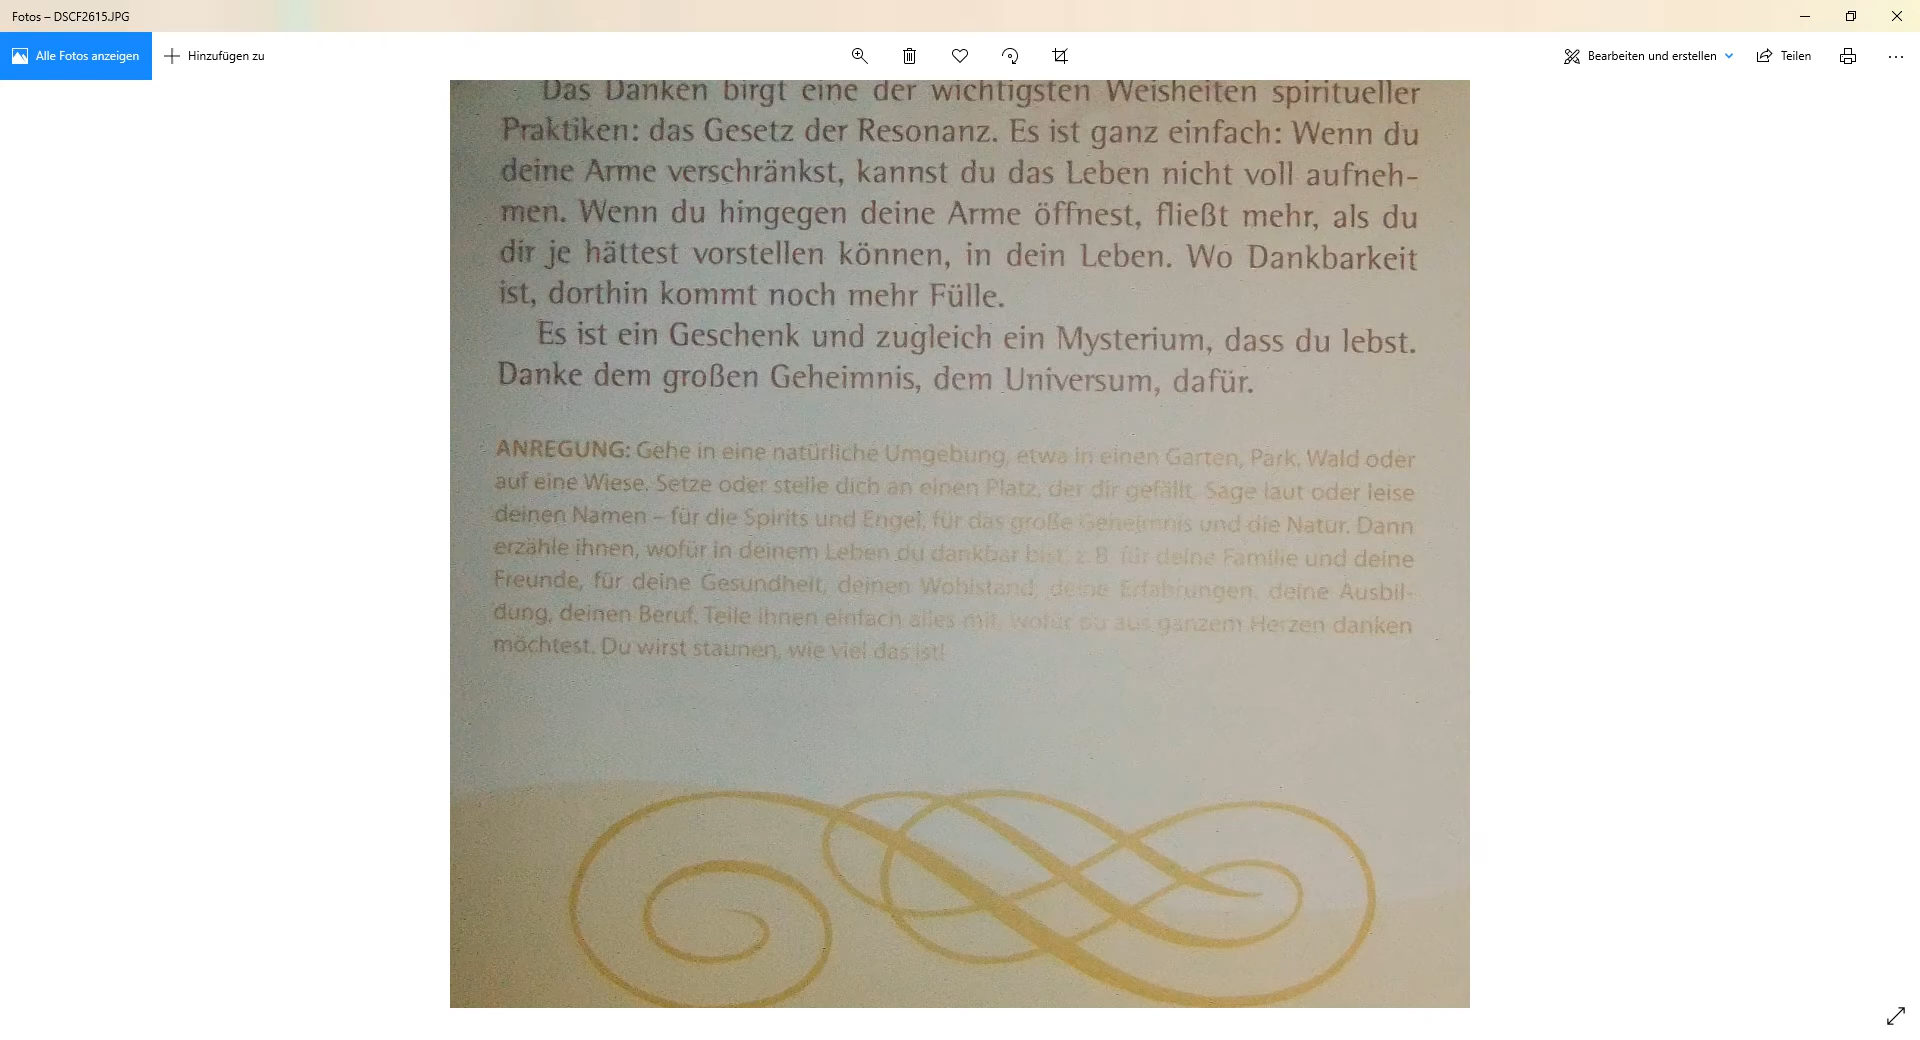 Fotos – DSCF2615.JPG
Alle Fotos anzeigen
Hinzufügen zu
Bearbeiten und erstellen
Teilen
Das Danken birgt eine der wichtigsten Weisheiten spiritueller
Praktiken: das Gesetz der Resonanz. Es ist ganz einfach: Wenn du
deine Arme verschränkst, kannst du das Leben nicht voll aufneh-
men. Wenn du hingegen deine Arme öffnest, fließt mehr, als du
dir je hättest vorstellen können, in dein Leben. Wo Dankbarkeit
ist, dorthin kommt noch mehr Fülle.
Es ist ein Geschenk und zugleich ein Mysterium, dass du lebst.
Danke dem großen Geheimnis, dem Universum, dafür.
ANREGUNG: Gehe in eine natürliche Umgebung, etwa in einen Garten, Park, Wald oder
auf eine Wiese. Setze oder stelle dich an einen Platz, der dir gefällt. Sage laut oder leise
deinen Namen – für die Spirits und Engel, für das große Geheimnis und die Natur. Dann
erzähle ihnen, wofür in deinem Leben du dankbar bist: z. B. für deine Familie und deine
Freunde, für deine Gesundheit, deinen Wohlstand, deine Erfahrungen, deine Ausbil-
dung, deinen Beruf. Teile ihnen einfach alles mit, wofür du aus ganzem Herzen danken
möchtest. Du wirst staunen, wie viel das ist!